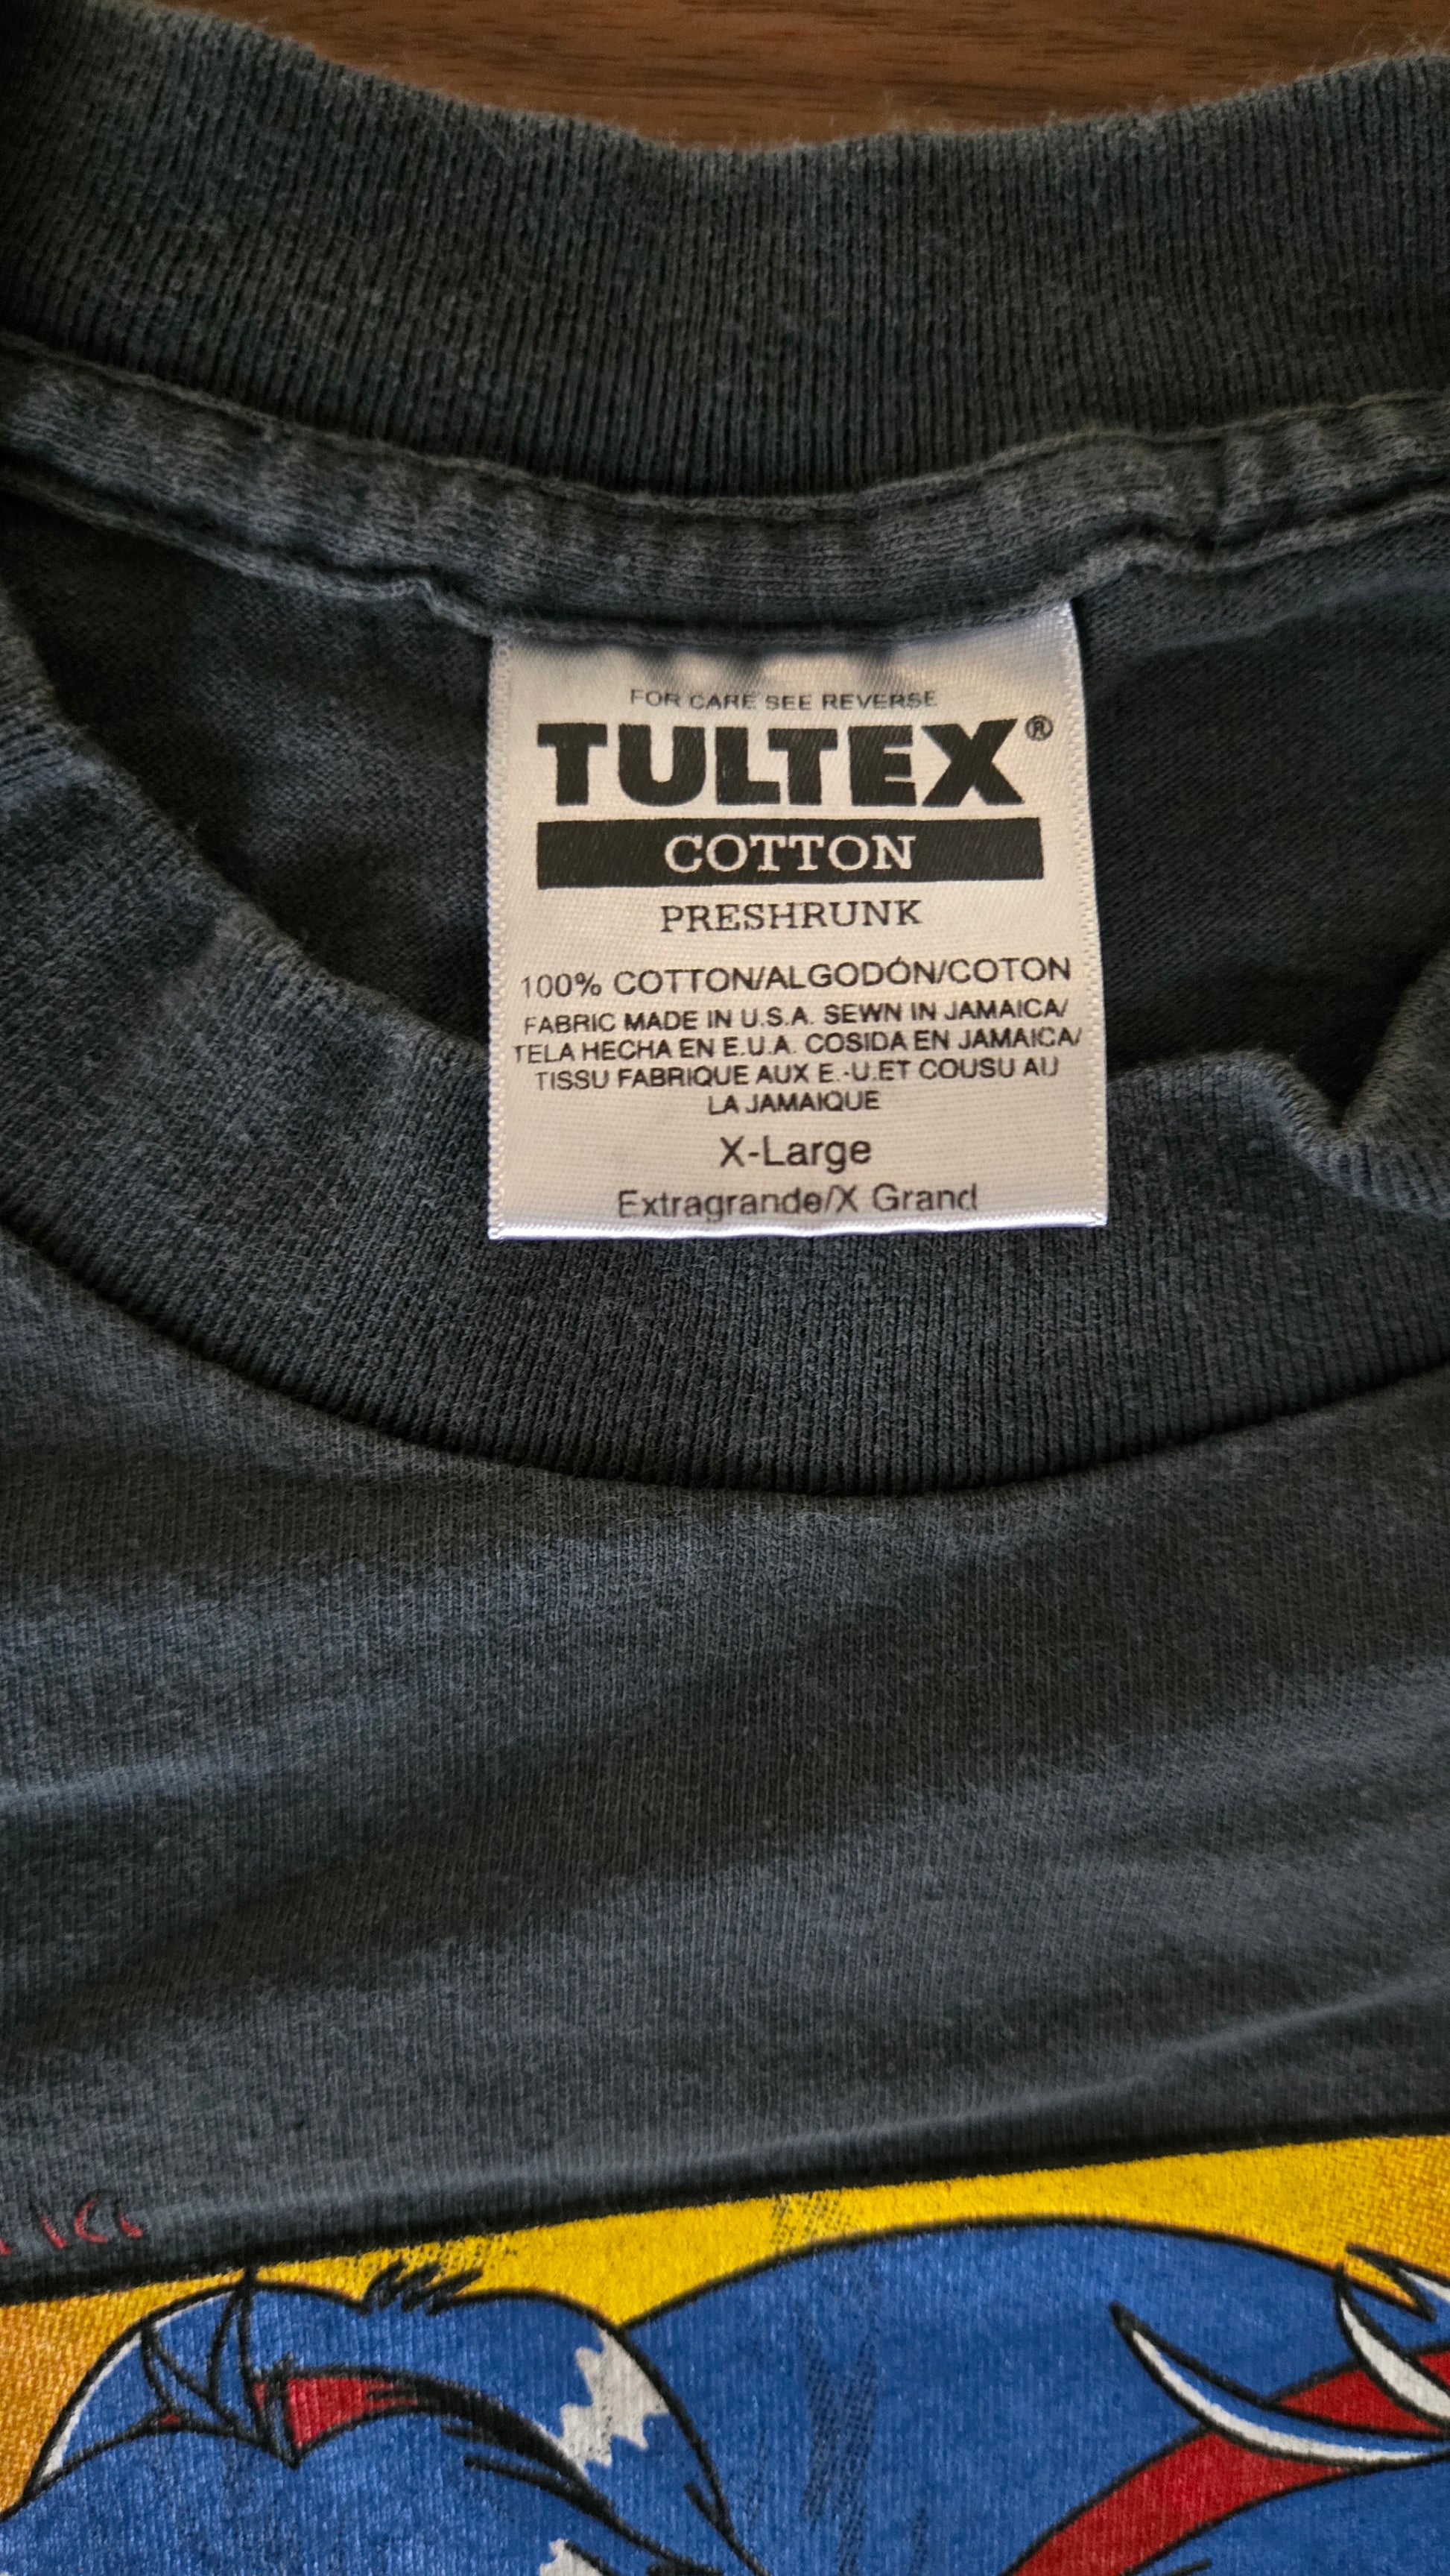 FOR CARE SEE REVERSE
TULTEX®
COTTON
PRESHRUNK
100% COTTON/ALGODÓN/COTON
FABRIC MADE IN U.S.A. SEWN IN JAMAICA/
TELA HECHA EN E.U.A. COSIDA EN JAMAICA/
TISSU FABRIQUE AUX E.-U.ET COUSU AU
LA JAMAIQUE
X-Large
Extragrande/X Grand